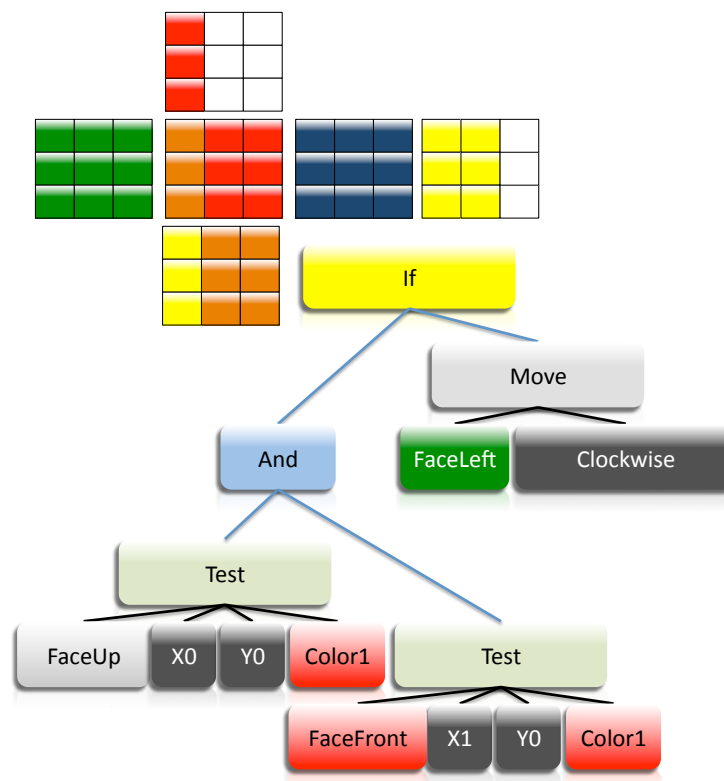 If
Move
And
FaceLeft Clockwise
Test
FaceUp X0 Y0 Color1
Test
FaceFront X1 Y0 Color1